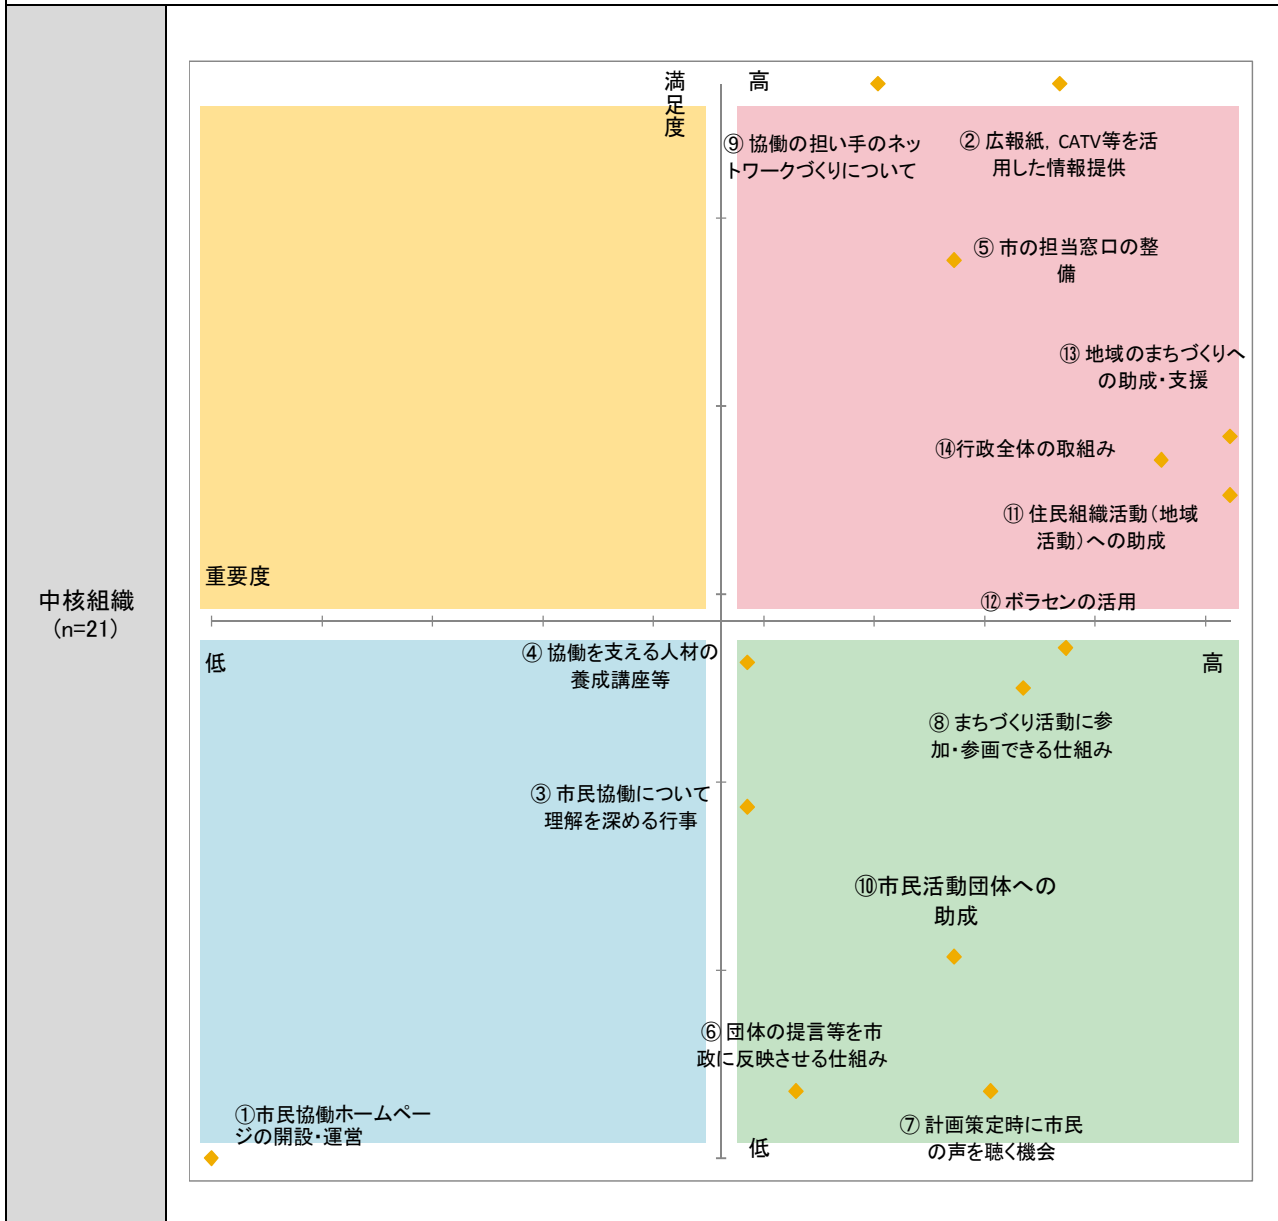 中核組織
(n=21)
満足度
高
⑨ 協働の担い手のネッ
トワークづくりについて
② 広報紙, CATV等を活
用した情報提供
⑤ 市の担当窓口の整
備
⑬ 地域のまちづくりへ
の助成・支援
⑭行政全体の取組み
⑪ 住民組織活動(地域
活動)への助成
重要度
⑫ ボラセンの活用
低
④ 協働を支える人材の
養成講座等
高
⑧ まちづくり活動に参
加・参画できる仕組み
③ 市民協働について
理解を深める行事
⑩市民活動団体への
助成
⑥ 団体の提言等を市
政に反映させる仕組み
①市民協働ホームペー
ジの開設・運営
⑦ 計画策定時に市民
の声を聴く機会
低